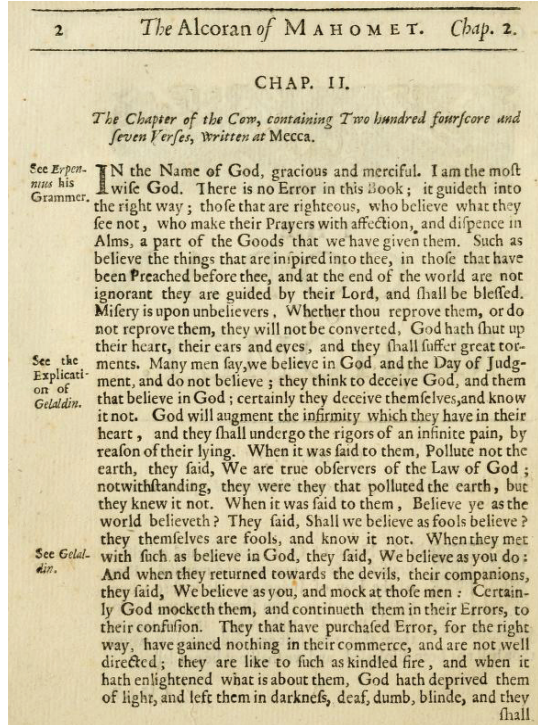 2 The Alcoran of MAHOMET. Chap. 2.
CHAP. II.
The Chapter of the Cow, containing Two hundred fourſcore and
ſeven Verſes, Written at Mecca.
See Erpen-
nius his
Grammer.
IN the Name of God, gracious and merciful. I am the moſt
wiſe God. There is no Error in this Book; it guideth into
the right way; thoſe that are righteous, who believe what they
ſee not, who make their Prayers with affection, and diſpence in
Alms, a part of the Goods that we have given them. Such as
believe the things that are inſpired into thee, in thoſe that have
been Preached before thee, and at the end of the world are not
ignorant they are guided by their Lord, and ſhall be bleſſed.
Miſery is upon unbelievers, Whether thou reprove them, or do
not reprove them, they will not be converted, God hath ſhut up
their heart, their ears and eyes, and they ſhall ſuffer great tor-
See the
Explicati-
on of
Gelaldin.
ments. Many men ſay, we believe in God and the Day of Judg-
ment, and do not believe; they think to deceive God, and them
that believe in God; certainly they deceive themſelves, and know
it not. God will augment the infirmity which they have in their
heart, and they ſhall undergo the rigors of an infinite pain, by
reaſon of their lying. When it was ſaid to them, Pollute not the
earth, they ſaid, We are true obſervers of the Law of God;
notwithſtanding, they were they that polluted the earth, but
they knew it not. When it was ſaid to them, Believe ye as the
world believeth? They ſaid, Shall we believe as fools believe?
they themſelves are fools, and know it not. When they met
See Gelal-
din.
with ſuch as believe in God, they ſaid, We believe as you do:
And when they returned towards the devils, their companions,
they ſaid, We believe as you, and mock at thoſe men: Certain-
ly God mocketh them, and continueth them in their Errors, to
their confuſion. They that have purchaſed Error, for the right
way, have gained nothing in their commerce, and are not well
directed; they are like to ſuch as kindled fire, and when it
hath enlightened what is about them, God hath deprived them
of light, and left them in darkneſs, deaf, dumb, blinde, and they
ſhall